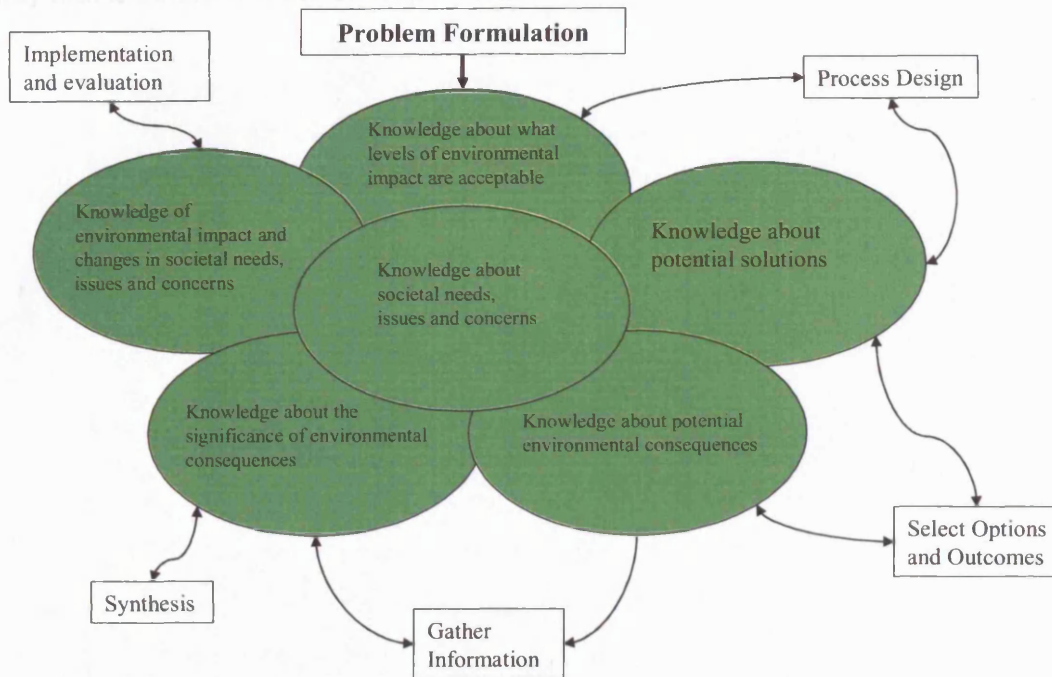 Problem Formulation
Implementation
and evaluation
Process Design
Knowledge about what
levels of environmental
impact are acceptable
Knowledge of
environmental impact and
changes in societal needs,
issues and concerns
Knowledge about
potential solutions
Knowledge about
societal needs,
issues and concerns
Knowledge about the
significance of environmental
consequences
Knowledge about potential
environmental consequences
Select Options
and Outcomes
Synthesis
Gather
Information